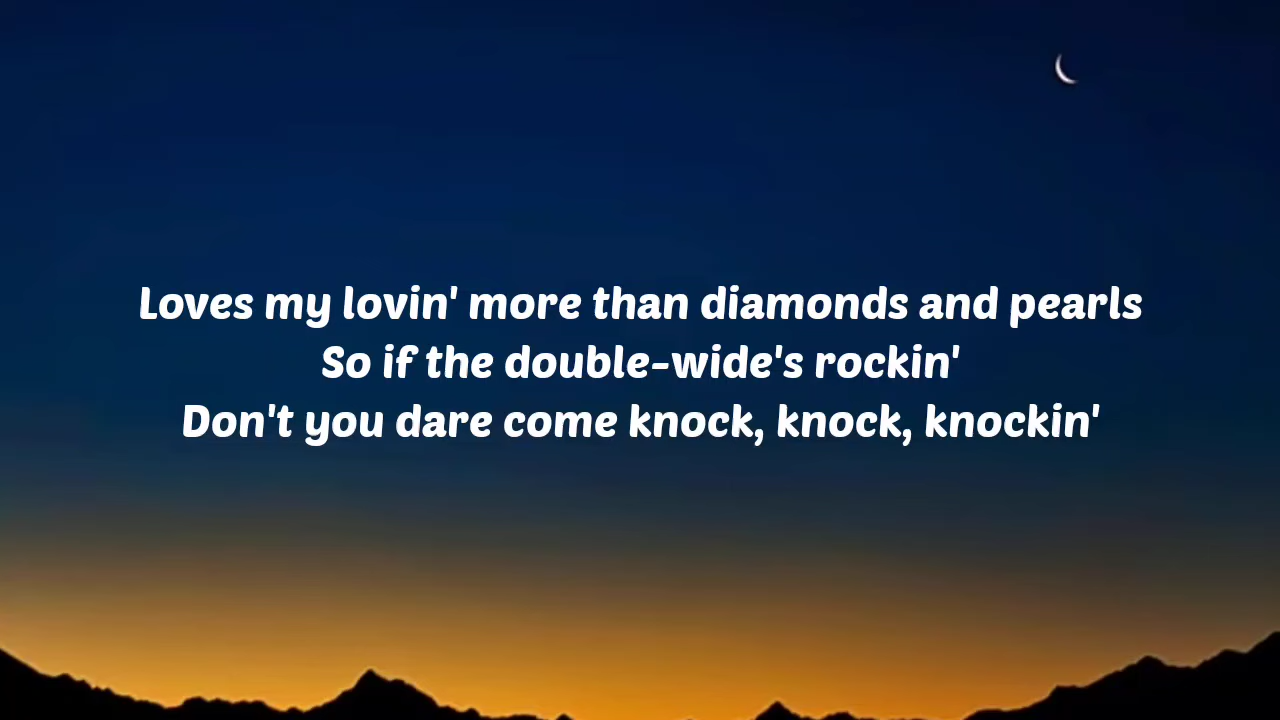 Loves my lovin' more than diamonds and pearls
So if the double-wide's rockin'
Don't you dare come knock, knock, knockin'